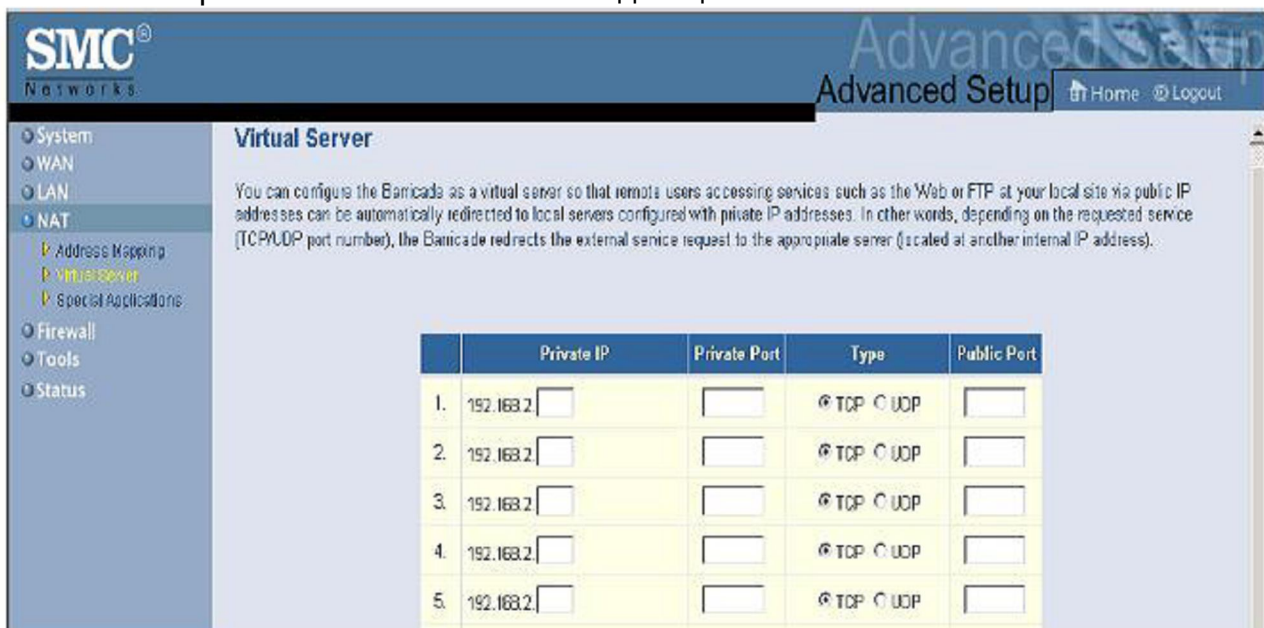 SMC®
Networks
Advanced Setup
Advanced Setup
Home
Logout
System
WAN
LAN
NAT
Address Mapping
Virtual Server
Special Applications
Firewall
Tools
Status
Virtual Server
You can configure the Barricade as a virtual server so that remote users accessing services such as the Web or FTP at your local site via public IP
addresses can be automatically redirected to local servers configured with private IP addresses. In other words, depending on the requested service
(TCP/UDP port number), the Barricade redirects the external service request to the appropriate server (located at another internal IP address).
Private IP Private Port Type Public Port
1. 192.168.2. TCP UDP
2. 192.168.2. TCP UDP
3. 192.168.2. TCP UDP
4. 192.168.2. TCP UDP
5. 192.168.2. TCP UDP